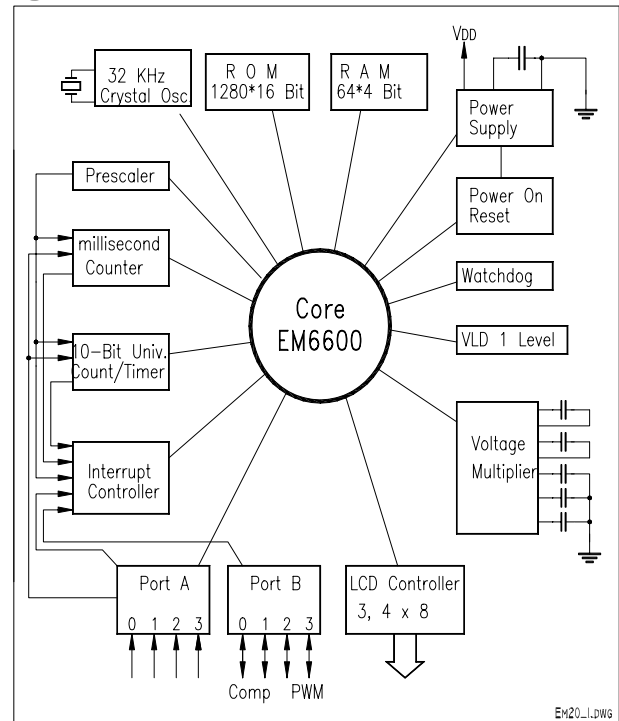 32 KHz
Crystal Osc.
R O M
1280*16 Bit
R A M
64*4 Bit
VDD
Power
Supply
Prescaler
Power On
Reset
millisecond
Counter
Watchdog
Core
EM6600
10-Bit Univ.
Count/Timer
VLD 1 Level
Voltage
Multiplier
Interrupt
Controller
Port A
0 1 2 3
Port B
0 1 2 3
LCD Controller
3, 4 x 8
Comp PWM
EM20_I.DWG